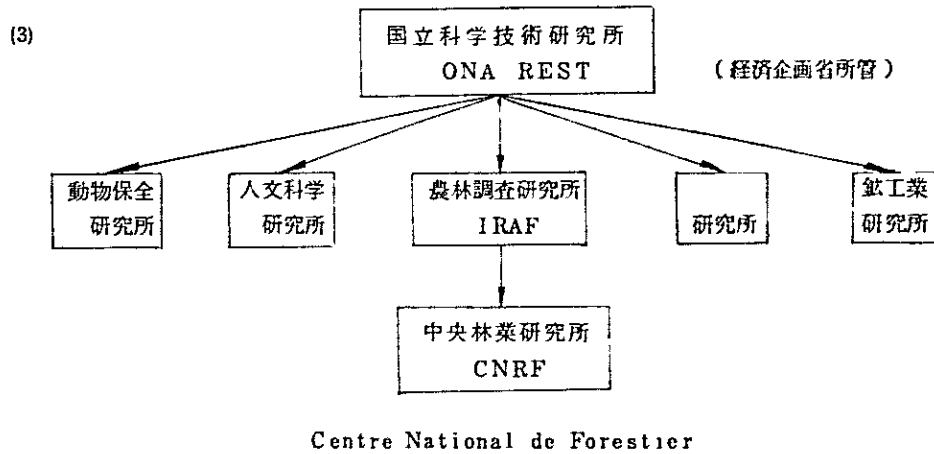 (3)
国立科学技術研究所
ONA REST
(経済企画省所管)
動物保全
研究所
人文科学
研究所
農林調査研究所
IRAF
研究所
鉱工業
研究所
中央林業研究所
CNRF
Centre National de Forestier